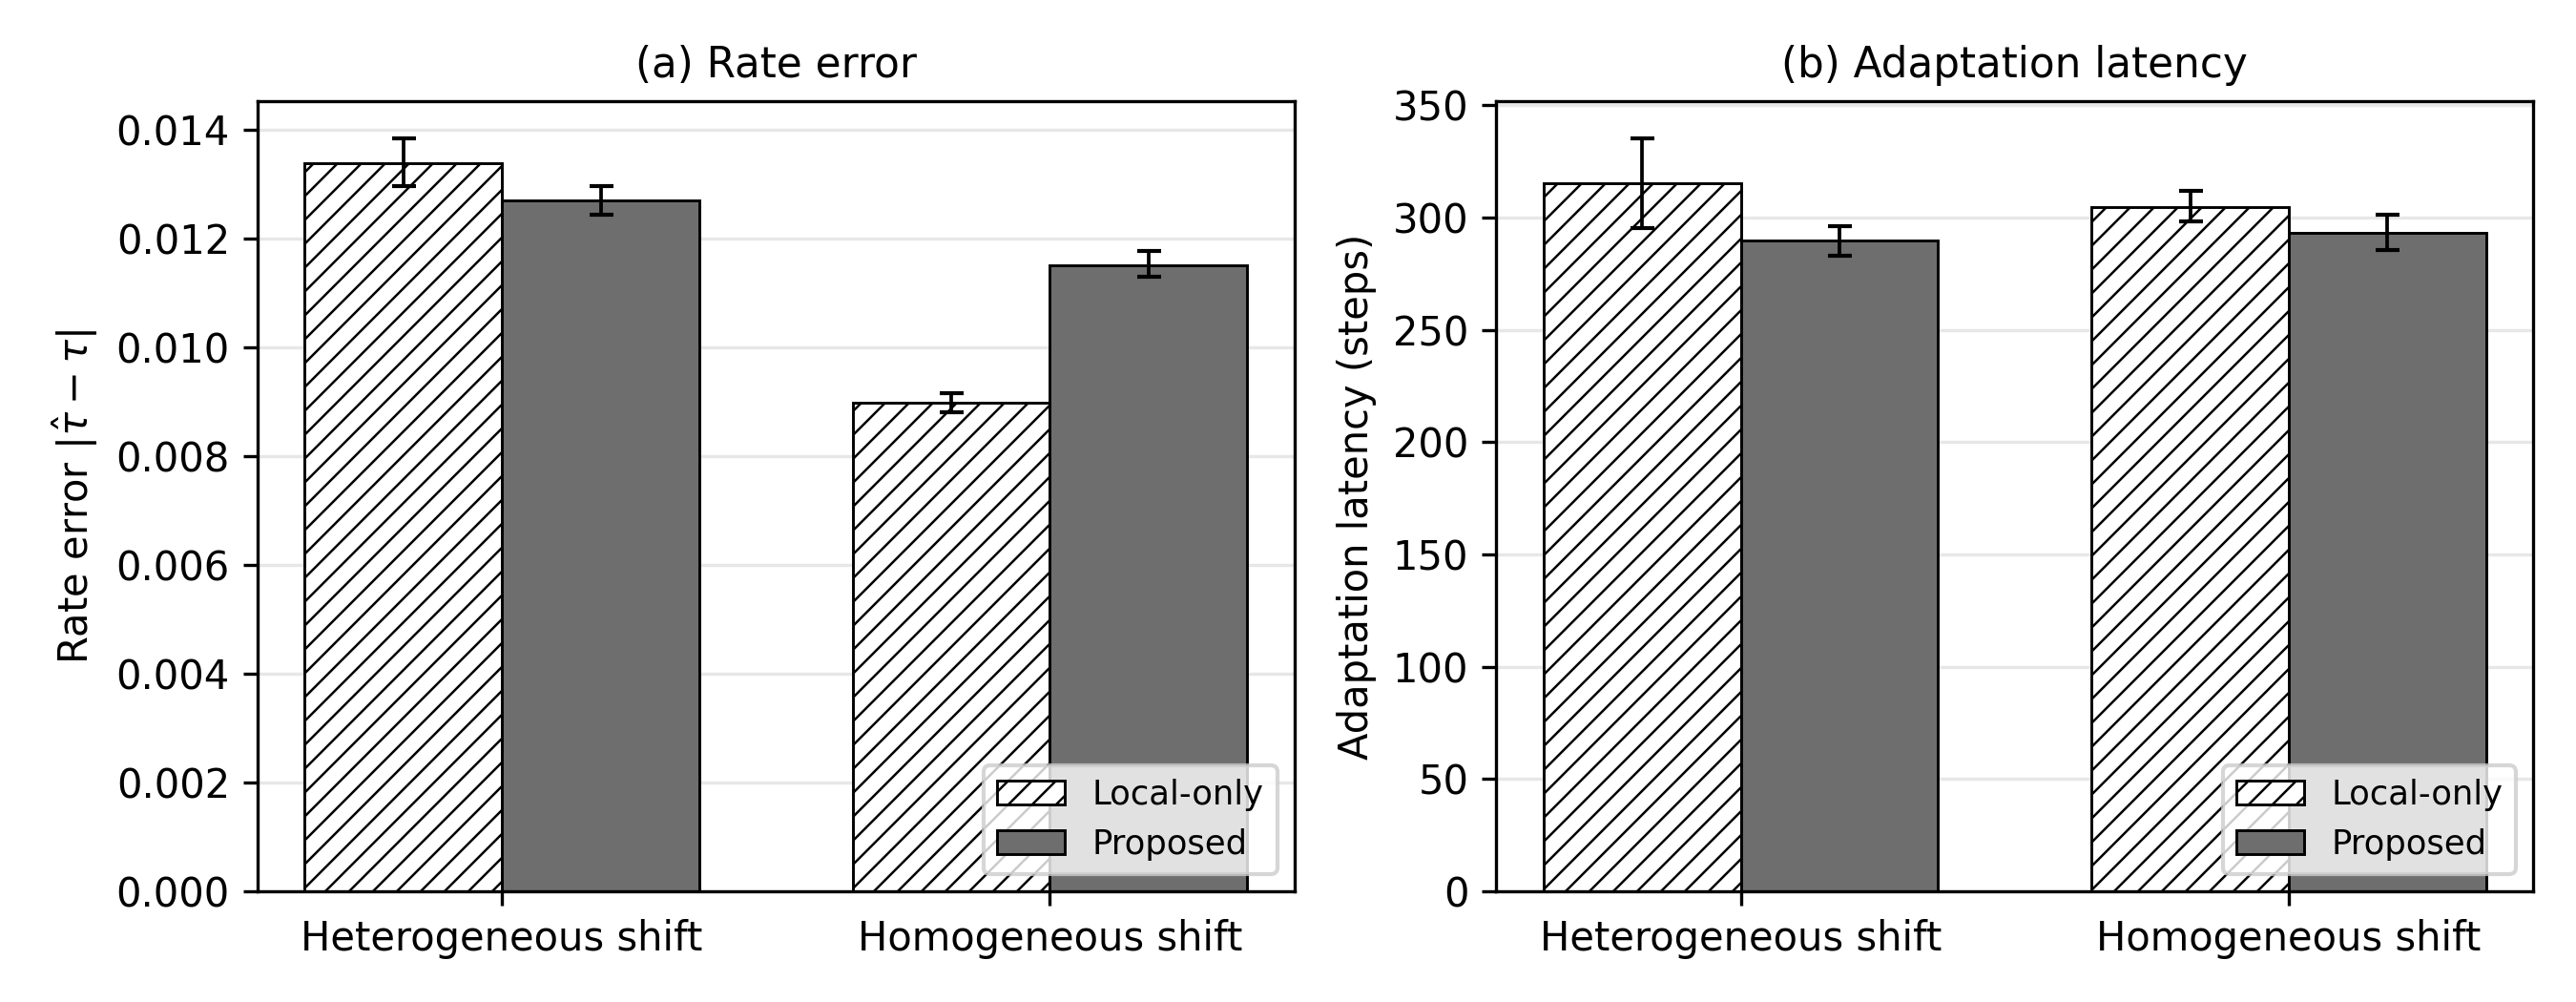 (a) Rate error
Rate error |τ̂ − τ|
0.014
0.012
0.010
0.008
0.006
0.004
0.002
0.000
Heterogeneous shift
Homogeneous shift
Local-only
Proposed
(b) Adaptation latency
Adaptation latency (steps)
350
300
250
200
150
100
50
0
Heterogeneous shift
Homogeneous shift
Local-only
Proposed